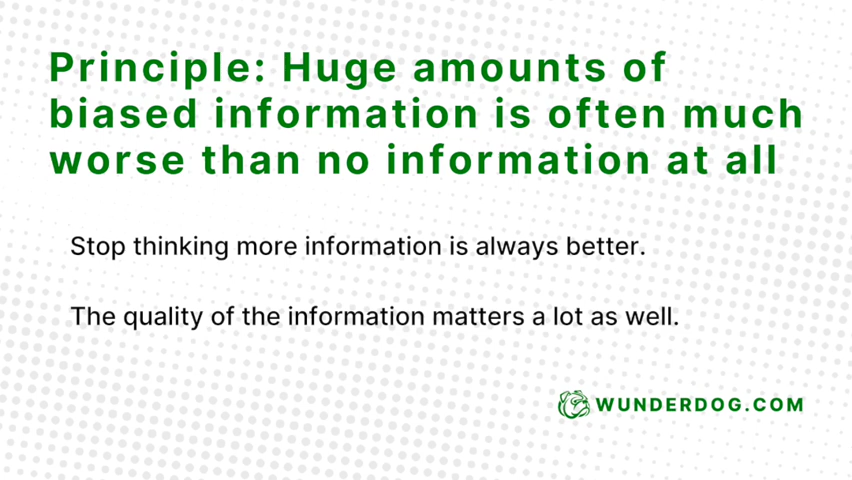 Principle: Huge amounts of
biased information is often much
worse than no information at all
Stop thinking more information is always better.
The quality of the information matters a lot as well.
WUNDERDOG.COM